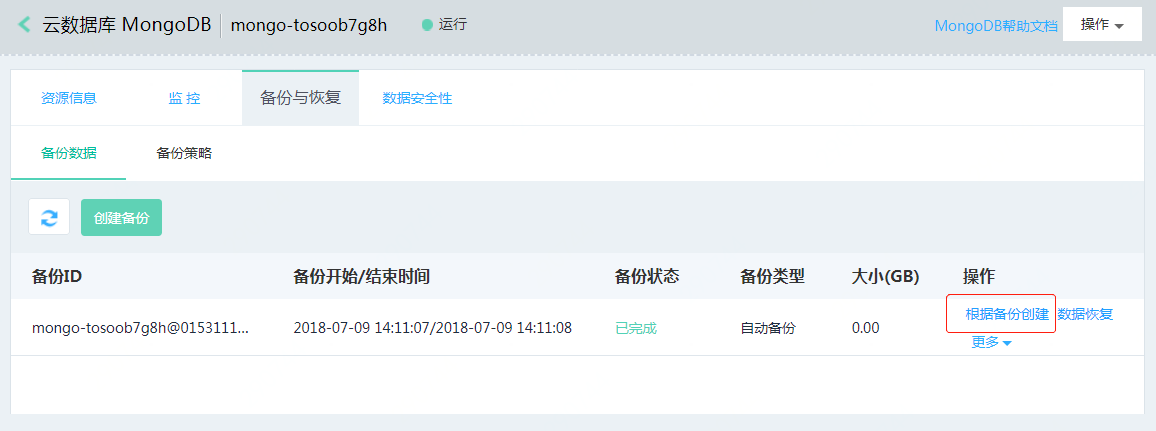 云数据库 MongoDB mongo-tosoob7g8h 运行 MongoDB帮助文档 操作
资源信息 监 控 备份与恢复 数据安全性
备份数据 备份策略
创建备份
备份ID 备份开始/结束时间 备份状态 备份类型 大小(GB) 操作
mongo-tosoob7g8h@0153111... 2018-07-09 14:11:07/2018-07-09 14:11:08 已完成 自动备份 0.00 根据备份创建 数据恢复
更多